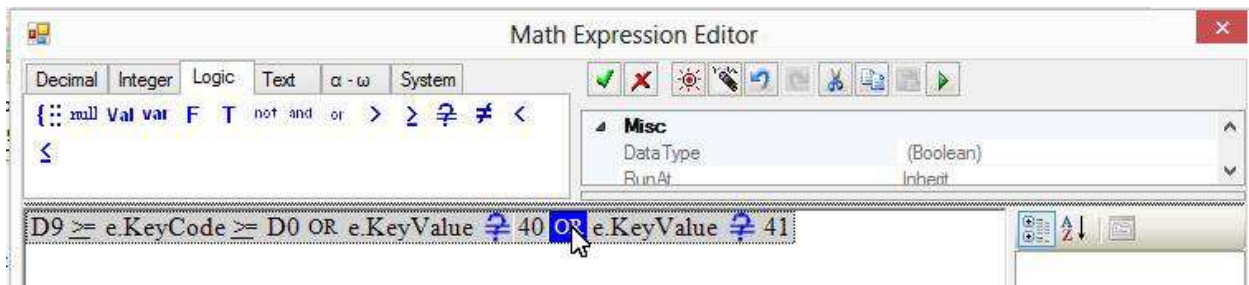 Math Expression Editor
Decimal Integer Logic Text α - ω System
null Val var F T not and or > ≥ ≟ ≠ <
≤
Misc
DataType (Boolean)
RunAt Inherit
D9 >= e.KeyCode >= D0 OR e.KeyValue ≟ 40 OR e.KeyValue ≟ 41